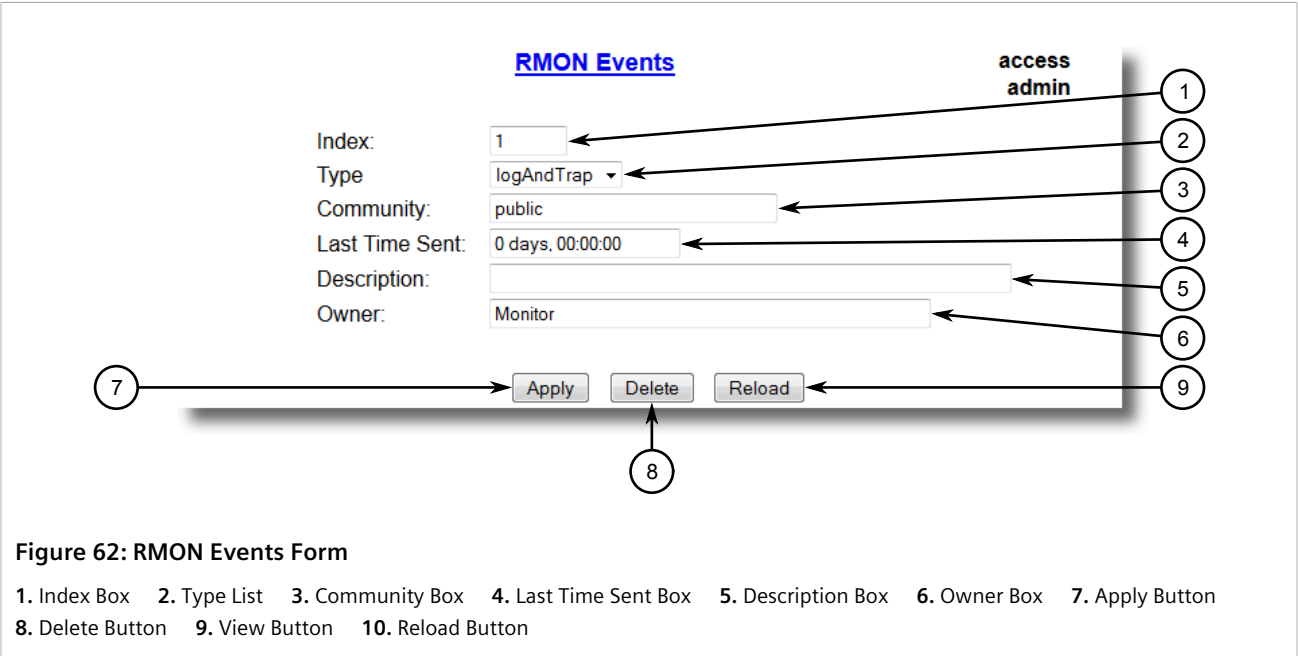 RMON Events
access
admin
1
Index: 1
2
Type logAndTrap
3
Community: public
4
Last Time Sent: 0 days, 00:00:00
5
Description:
6
Owner: Monitor
7
Apply Delete Reload
9
8
Figure 62: RMON Events Form
1. Index Box 2. Type List 3. Community Box 4. Last Time Sent Box 5. Description Box 6. Owner Box 7. Apply Button
8. Delete Button 9. View Button 10. Reload Button